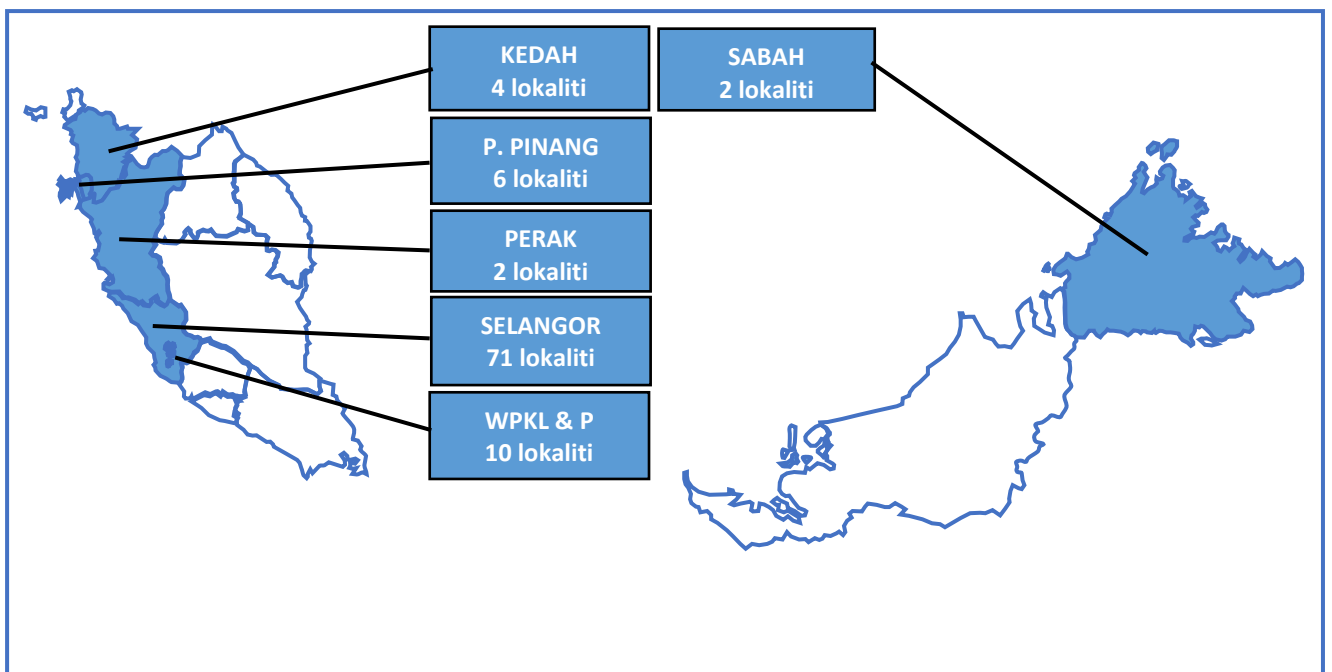 KEDAH
4 lokaliti
SABAH
2 lokaliti
P. PINANG
6 lokaliti
PERAK
2 lokaliti
SELANGOR
71 lokaliti
WPKL & P
10 lokaliti